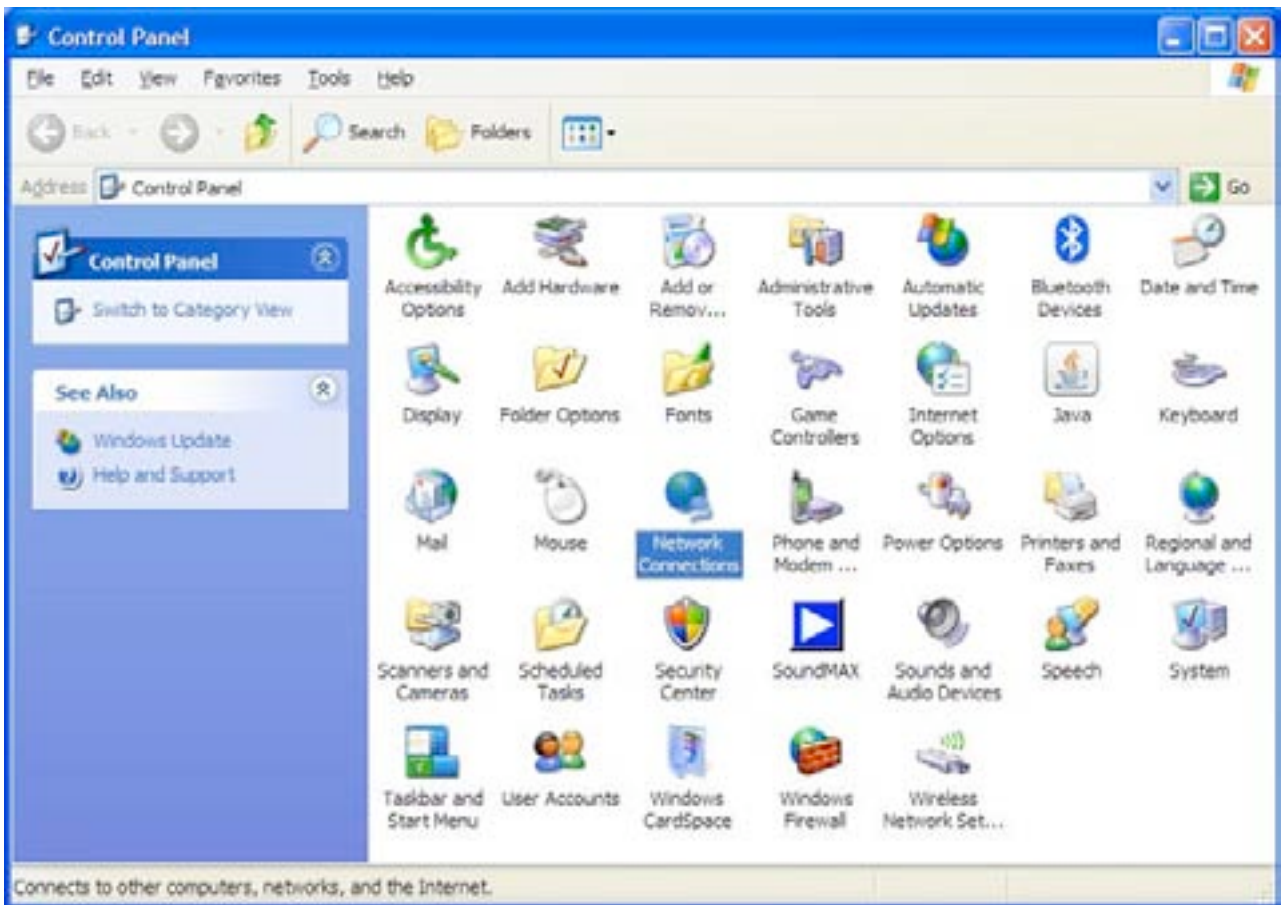 Control Panel
File Edit View Favorites Tools Help
Back Search Folders
Address Control Panel Go
Control Panel
Switch to Category View
See Also
Windows Update
Help and Support
Accessibility Options
Add Hardware
Add or Remov...
Administrative Tools
Automatic Updates
Bluetooth Devices
Date and Time
Display
Folder Options
Fonts
Game Controllers
Internet Options
Java
Keyboard
Mail
Mouse
Network Connections
Phone and Modem ...
Power Options
Printers and Faxes
Regional and Language ...
Scanners and Cameras
Scheduled Tasks
Security Center
SoundMAX
Sounds and Audio Devices
Speech
System
Taskbar and Start Menu
User Accounts
Windows CardSpace
Windows Firewall
Wireless Network Set...
Connects to other computers, networks, and the Internet.